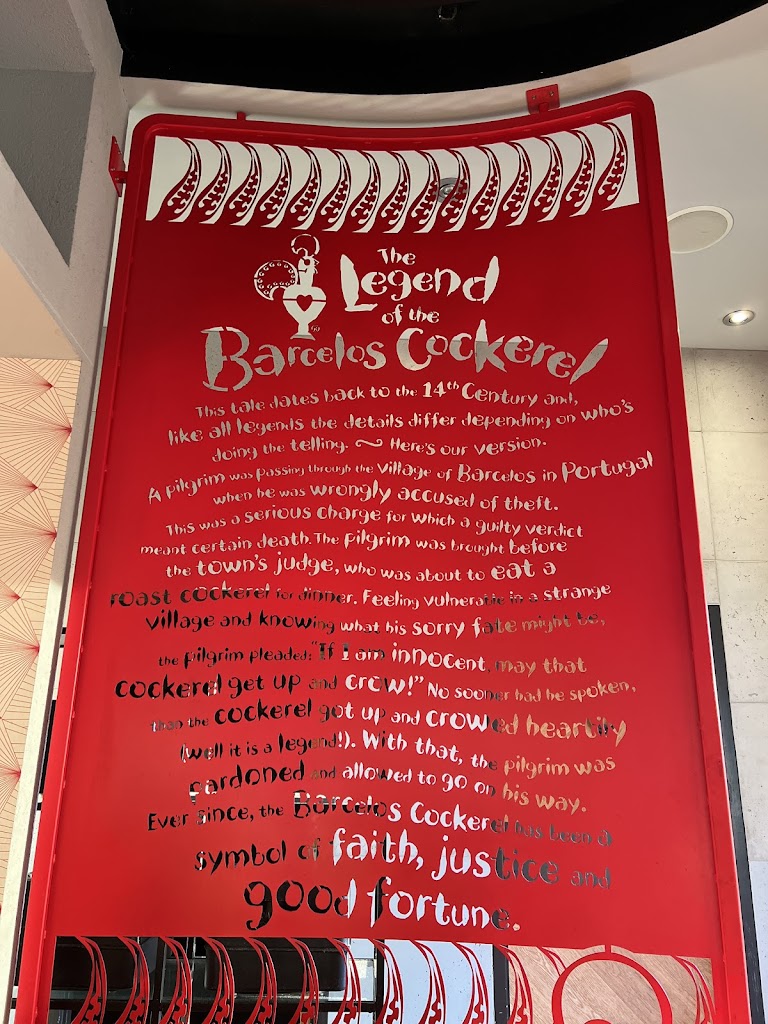 The
Legend
of the
Barcelos Cockerel
This tale dates back to the 14th Century and,
like all legends the details differ depending on who's
doing the telling. ~ Here's our version.
A pilgrim was passing through the village of Barcelos in Portugal
when he was wrongly accused of theft.
This was a serious charge for which a guilty verdict
meant certain death. The pilgrim was brought before
the town's judge, who was about to eat a
roast cockerel for dinner. Feeling vulnerable in a strange
village and knowing what his sorry fate might be,
the pilgrim pleaded: "If I am innocent, may that
cockerel get up and crow!" No sooner had he spoken,
than the cockerel got up and crowed heartily
(well it is a legend!). With that, the pilgrim was
pardoned and allowed to go on his way.
Ever since, the Barcelos Cockerel has been a
symbol of faith, justice and
good fortune.